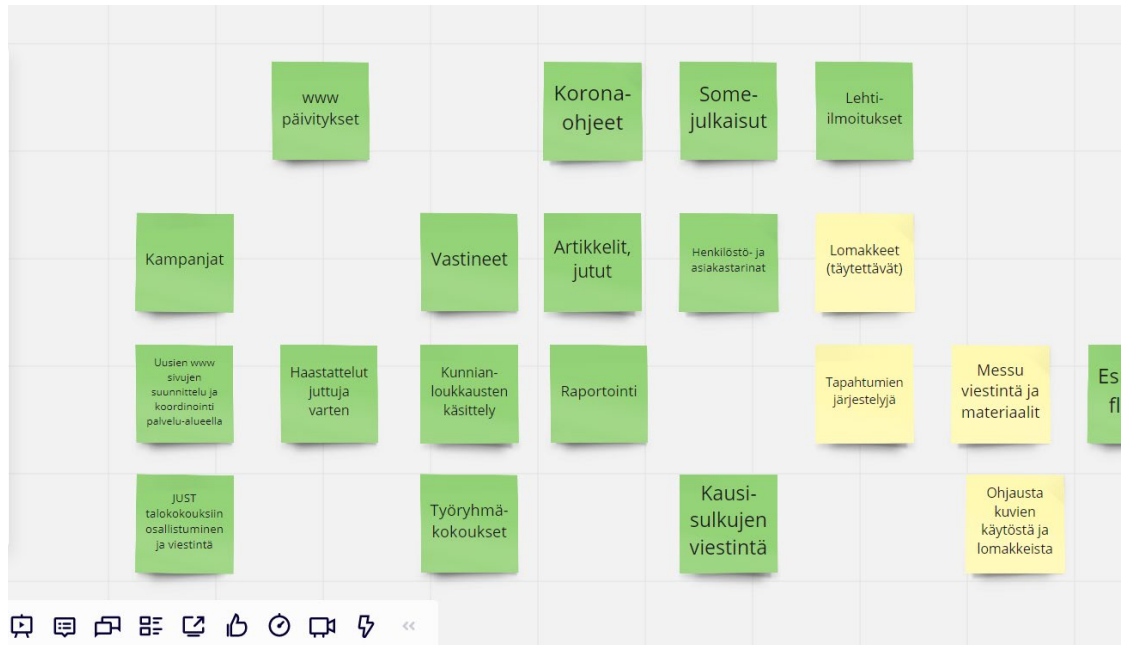 www
päivitykset
Korona-
ohjeet
Some-
julkaisut
Lehti-
ilmoitukset
Kampanjat
Vastineet
Artikkelit,
jutut
Henkilöstö- ja
asiakastarinat
Lomakkeet
(täytettävät)
Uusien www
sivujen
suunnittelu ja
koordinointi
palvelu-alueella
Haastattelut
juttuja
varten
Kunnian-
loukkausten
käsittely
Raportointi
Tapahtumien
järjestelyjä
Messu
viestintä ja
materiaalit
Es
fl
JUST
talokokouksiin
osallistuminen
ja viestintä
Työryhmä-
kokoukset
Kausi-
sulkujen
viestintä
Ohjausta
kuvien
käytöstä ja
lomakkeista